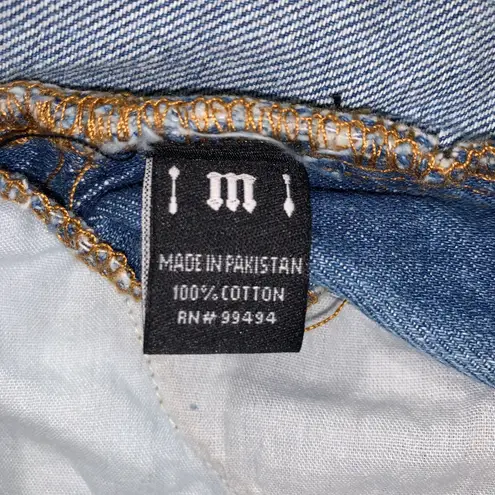 m
MADE IN PAKISTAN
100% COTTON
RN# 99494